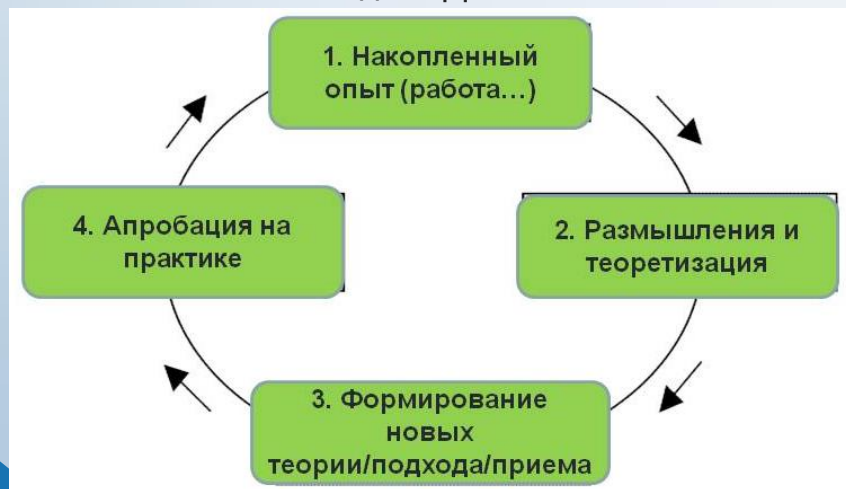 1. Накопленный
опыт (работа...)
2. Размышления и
теоретизация
3. Формирование
новых
теории/подхода/приема
4. Апробация на
практике